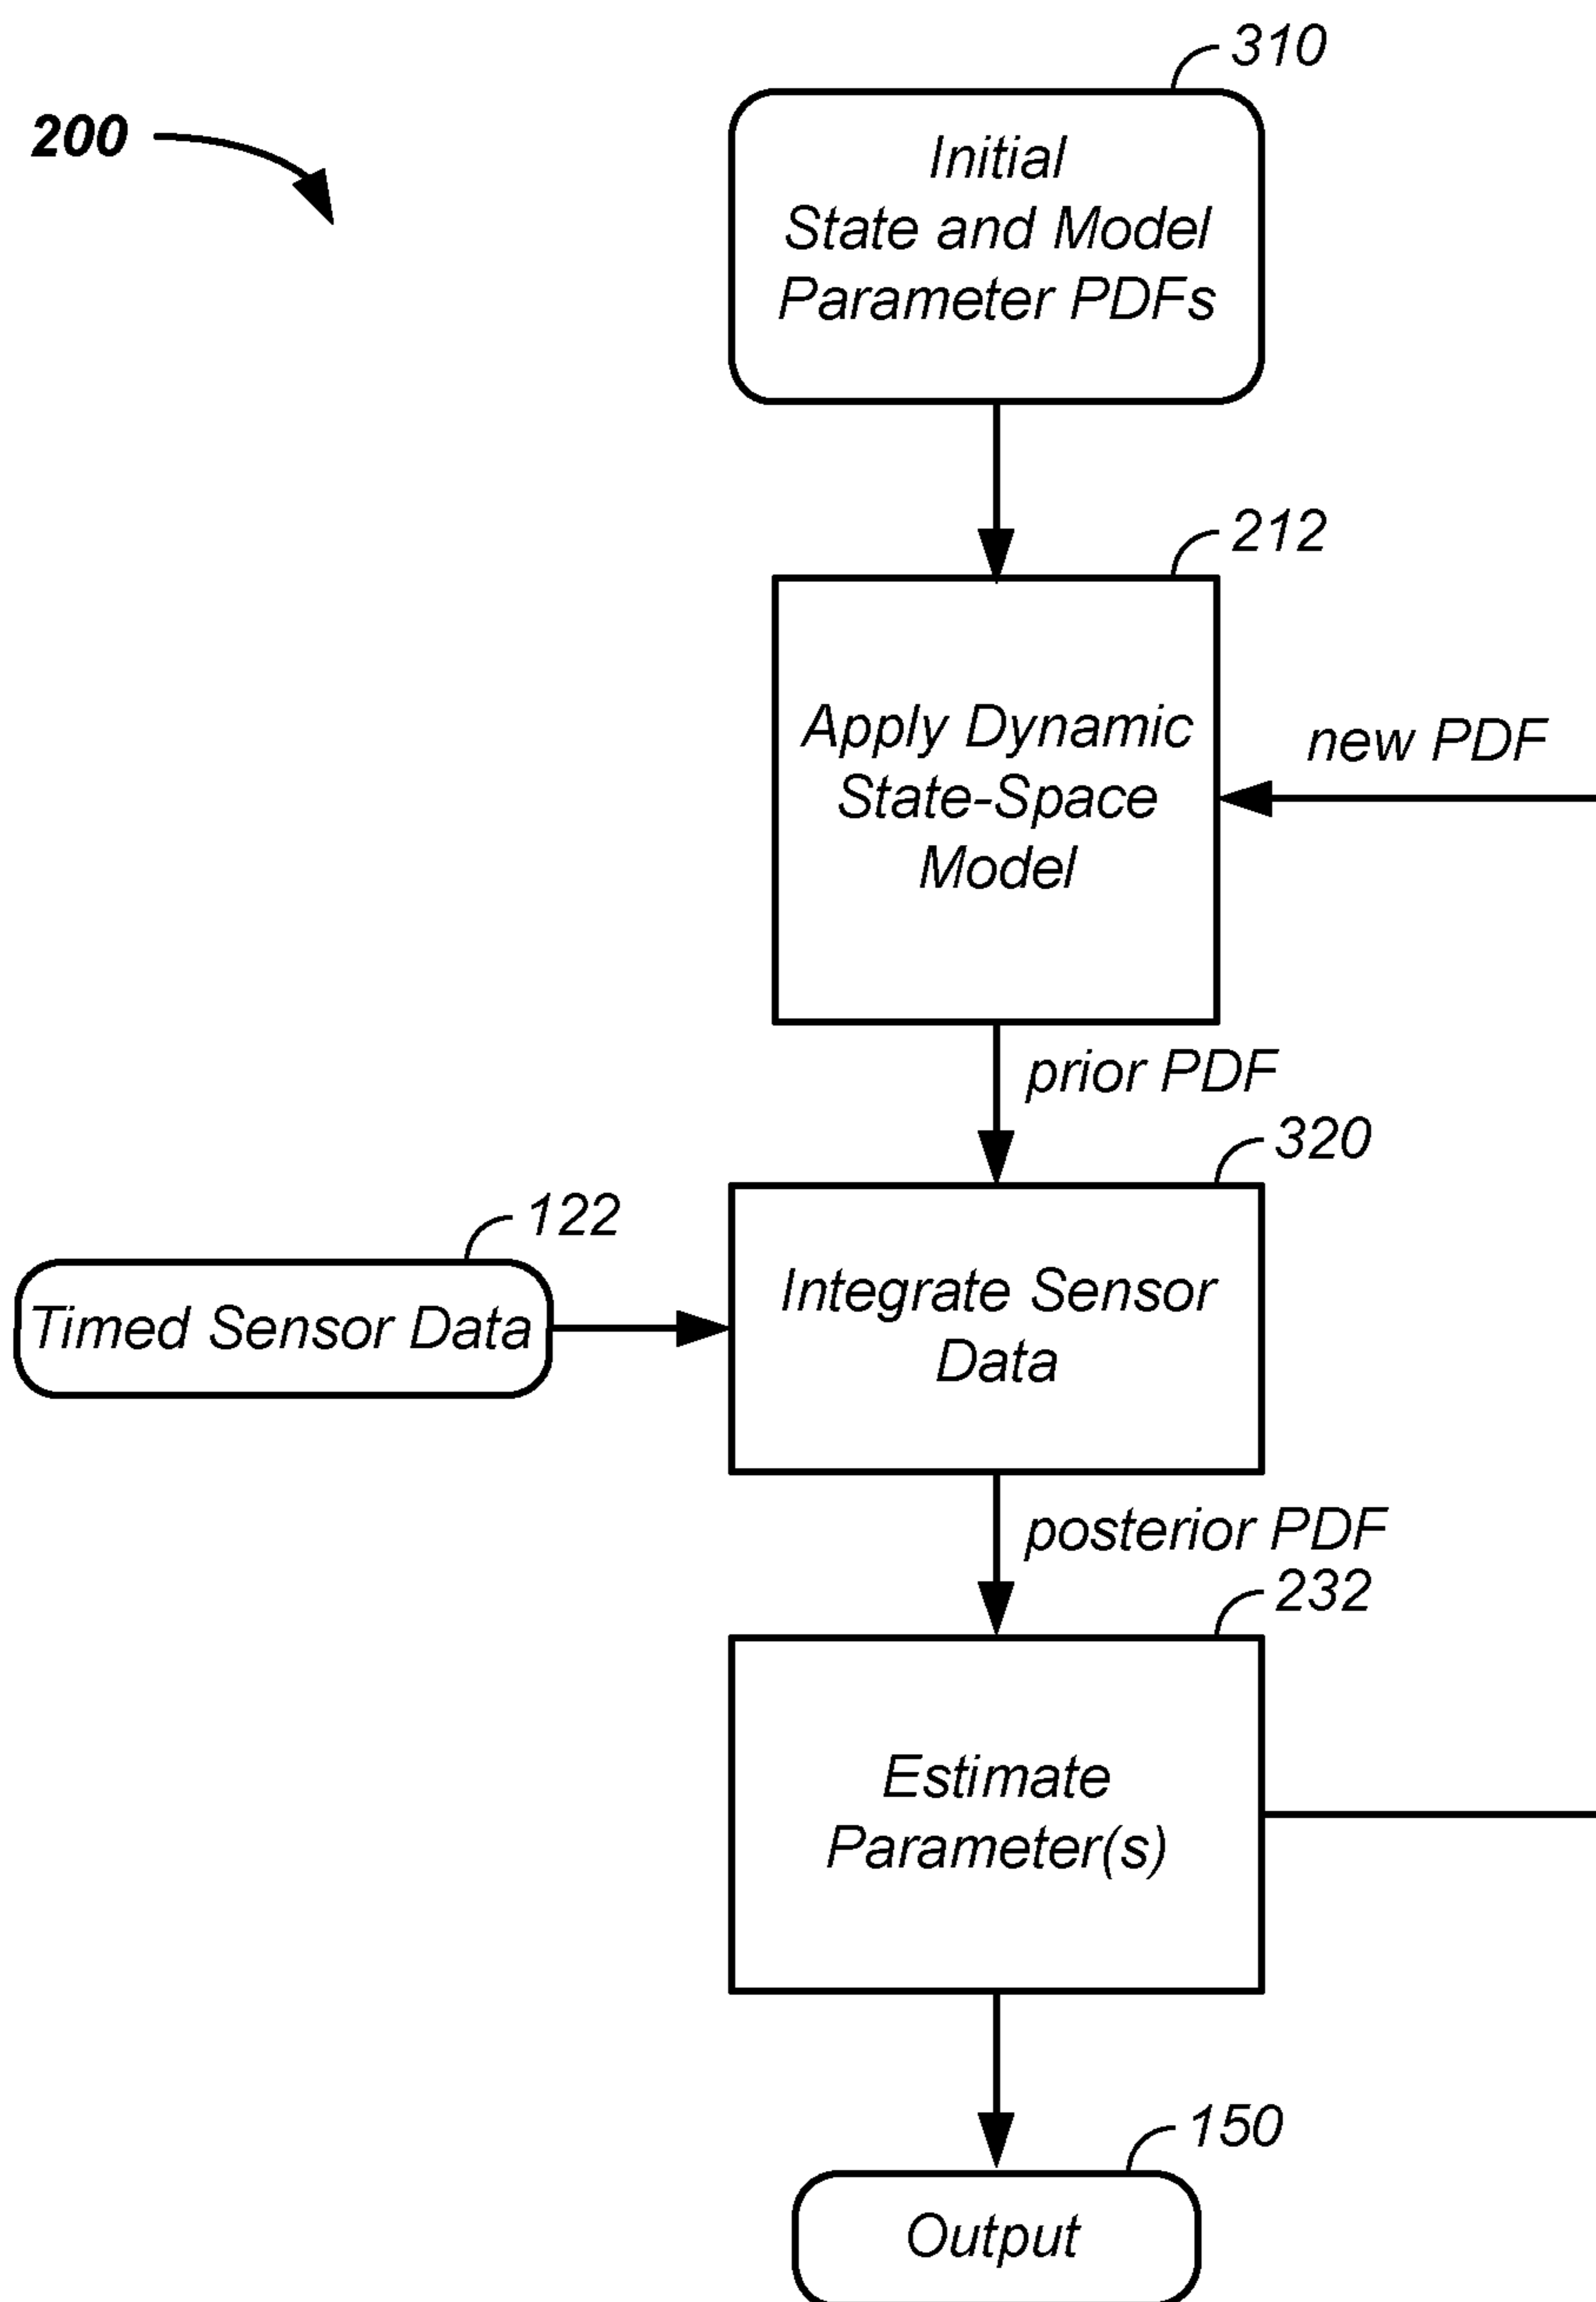 310
200
Initial
State and Model
Parameter PDFs
212
Apply Dynamic
State-Space
Model
new PDF
prior PDF
320
122
Timed Sensor Data
Integrate Sensor
Data
posterior PDF
232
Estimate
Parameter(s)
150
Output